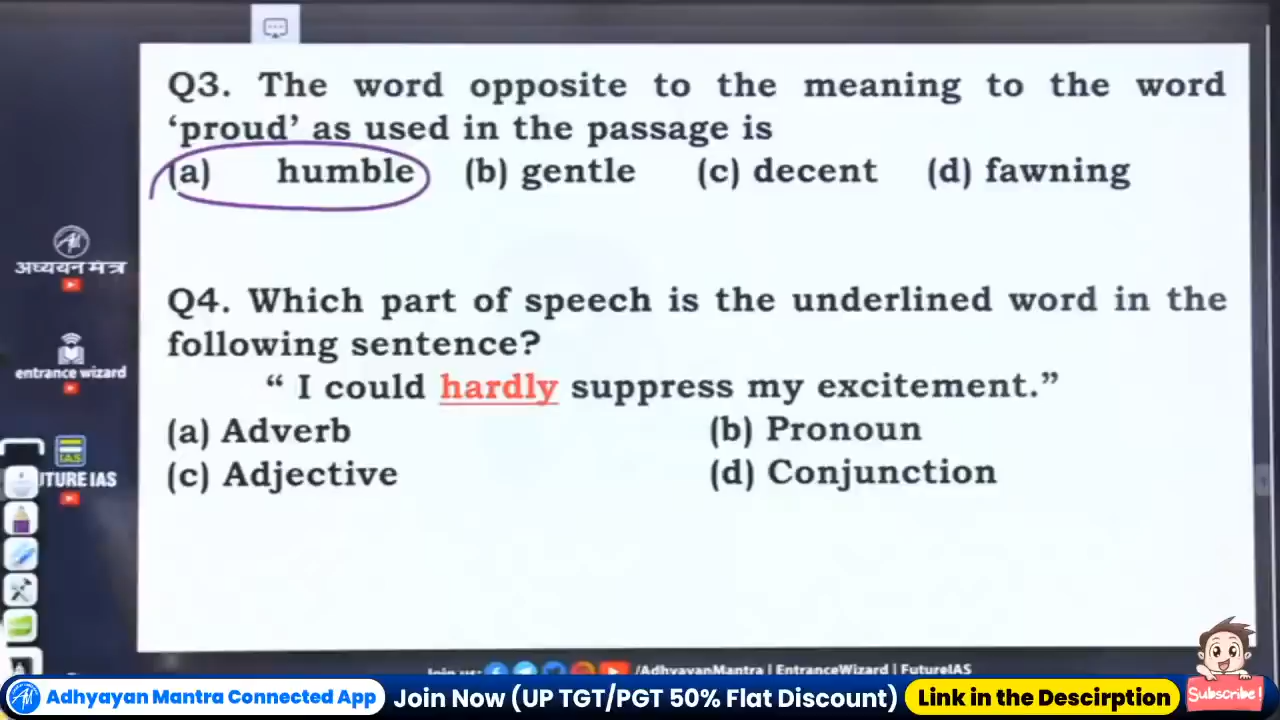 Q3. The word opposite to the meaning to the word
‘proud’ as used in the passage is
(a) humble (b) gentle (c) decent (d) fawning
अध्ययन मंत्र
Q4. Which part of speech is the underlined word in the
following sentence?
entrance wizard
“ I could hardly suppress my excitement.”
(a) Adverb (b) Pronoun
IAS
UTURE IAS
(c) Adjective (d) Conjunction
Join us: /AdhyayanMantra | EntranceWizard | FutureIAS
Adhyayan Mantra Connected App Join Now (UP TGT/PGT 50% Flat Discount) Link in the Descirption Subscribe!